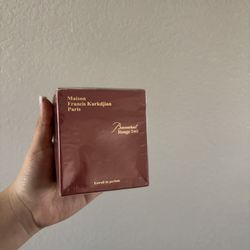 Maison
Francis Kurkdjian
Paris
Baccarat
Rouge 540
Extrait de parfum